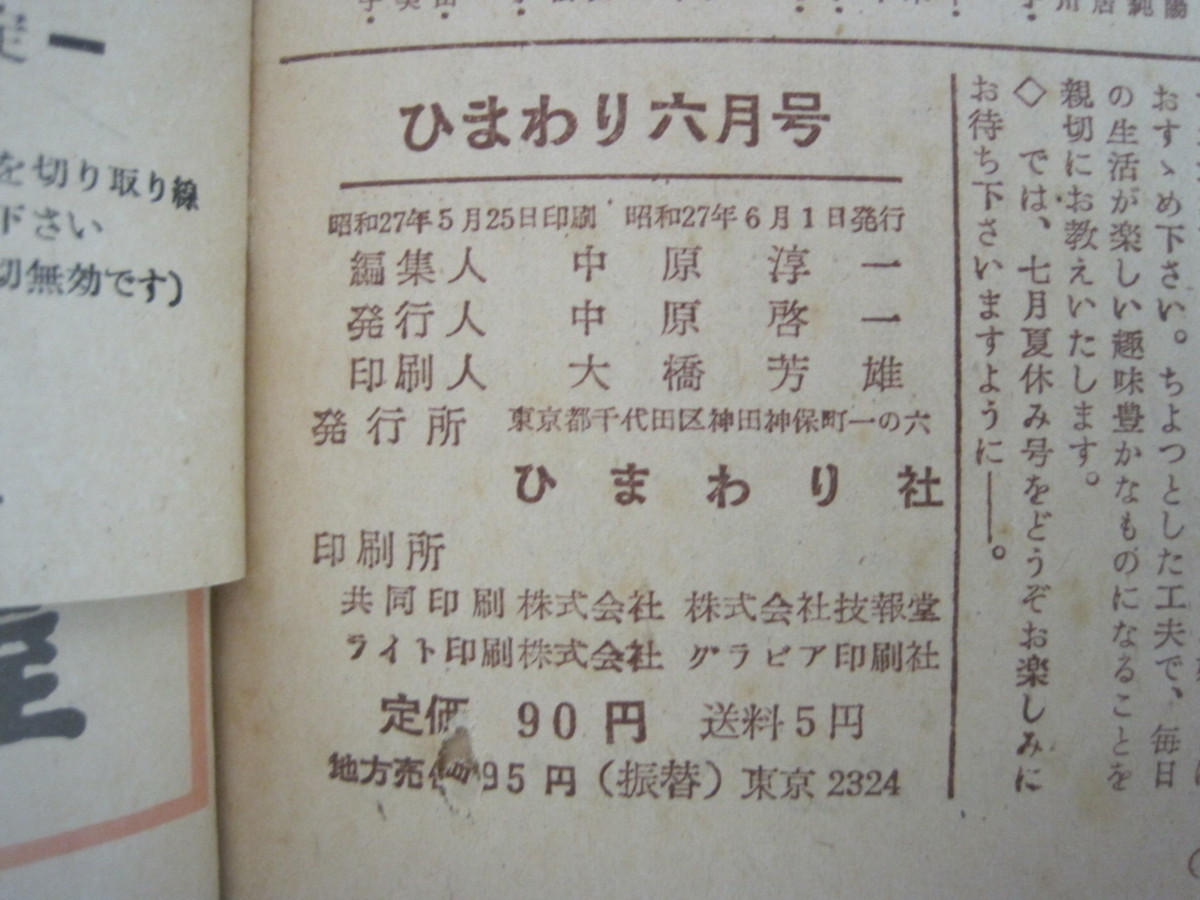 ひまわり六月号
昭和27年5月25日印刷 昭和27年6月1日発行
編集人 中原淳一
発行人 中原啓一
印刷人 大橋芳雄
発行所 東京都千代田区神田神保町一の六
ひまわり社
印刷所
共同印刷株式会社 株式会社技報堂
ライト印刷株式会社 グラビア印刷社
定価 90円 送料5円
地方売価95円(振替)東京2324
おすゝめ下さい。ちよつとした工夫で、毎日
の生活が楽しい趣味豊かなものになることを
親切にお教えいたします。
◇ では、七月夏休み号をどうぞお楽しみに
お待ち下さいますように――。
を切り取り線
下さい
切無効です)